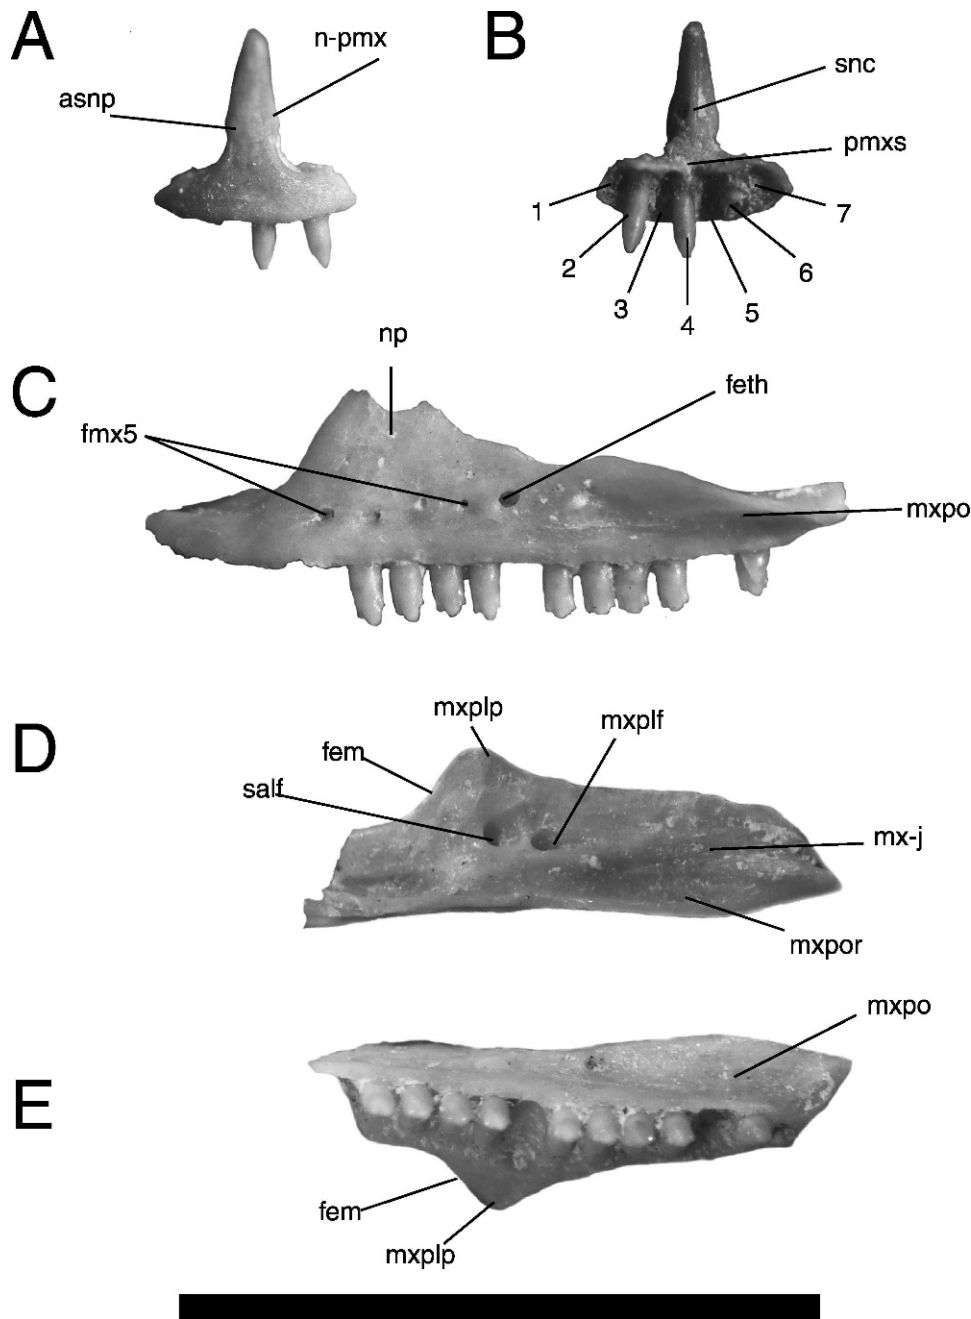 A
n-pmx
asnp
B
snc
pmxs
1
2
3
4
5
6
7
C
np
feth
fmx5
mxpo
D
mxplp
mxplf
fem
salf
mx-j
mxpor
E
mxpo
fem
mxplp